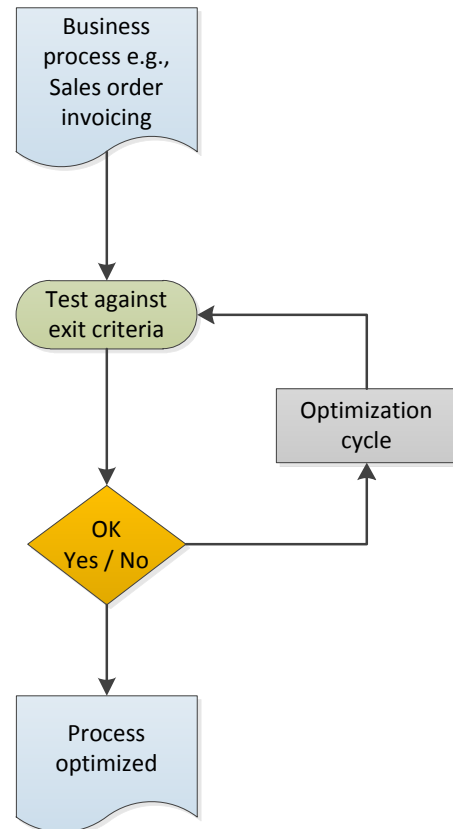 Business
process e.g.,
Sales order
invoicing
Test against
exit criteria
Optimization
cycle
OK
Yes / No
Process
optimized